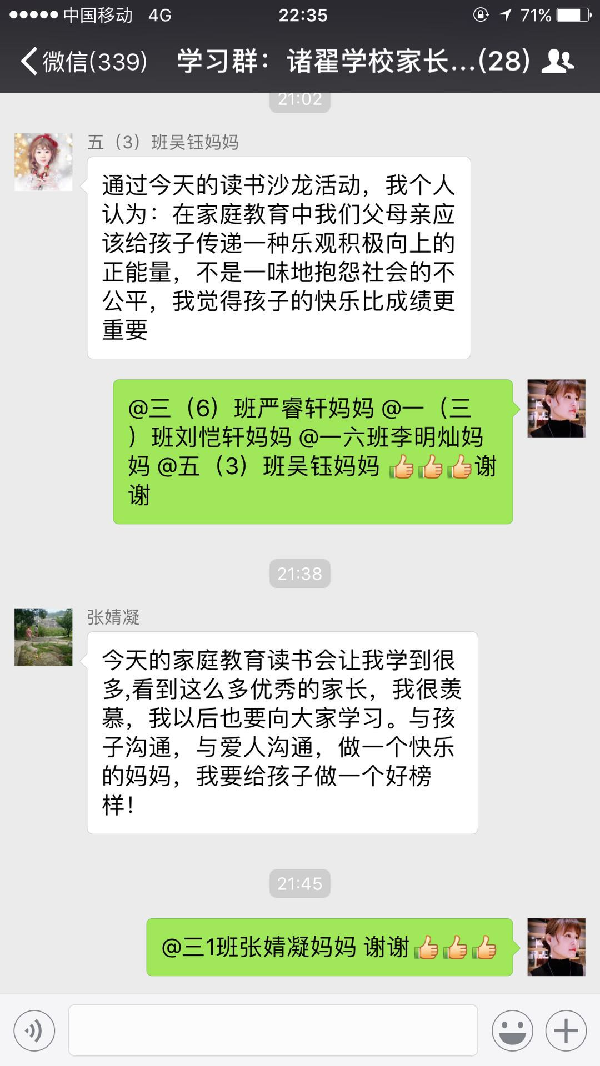 中国移动 4G 22:35 71%
微信(339) 学习群：诸翟学校家长...(28)
21:02
五（3）班吴钰妈妈
通过今天的读书沙龙活动，我个人
认为：在家庭教育中我们父母亲应
该给孩子传递一种乐观积极向上的
正能量，不是一味地抱怨社会的不
公平，我觉得孩子的快乐比成绩更
重要
@三（6）班严睿轩妈妈 @一（三
）班刘恺轩妈妈 @一六班李明灿妈
妈 @五（3）班吴钰妈妈 👍👍👍谢
谢
21:38
张婧凝
今天的家庭教育读书会让我学到很
多,看到这么多优秀的家长，我很羡
慕，我以后也要向大家学习。与孩
子沟通，与爱人沟通，做一个快乐
的妈妈，我要给孩子做一个好榜
样！
21:45
@三1班张婧凝妈妈 谢谢👍👍👍